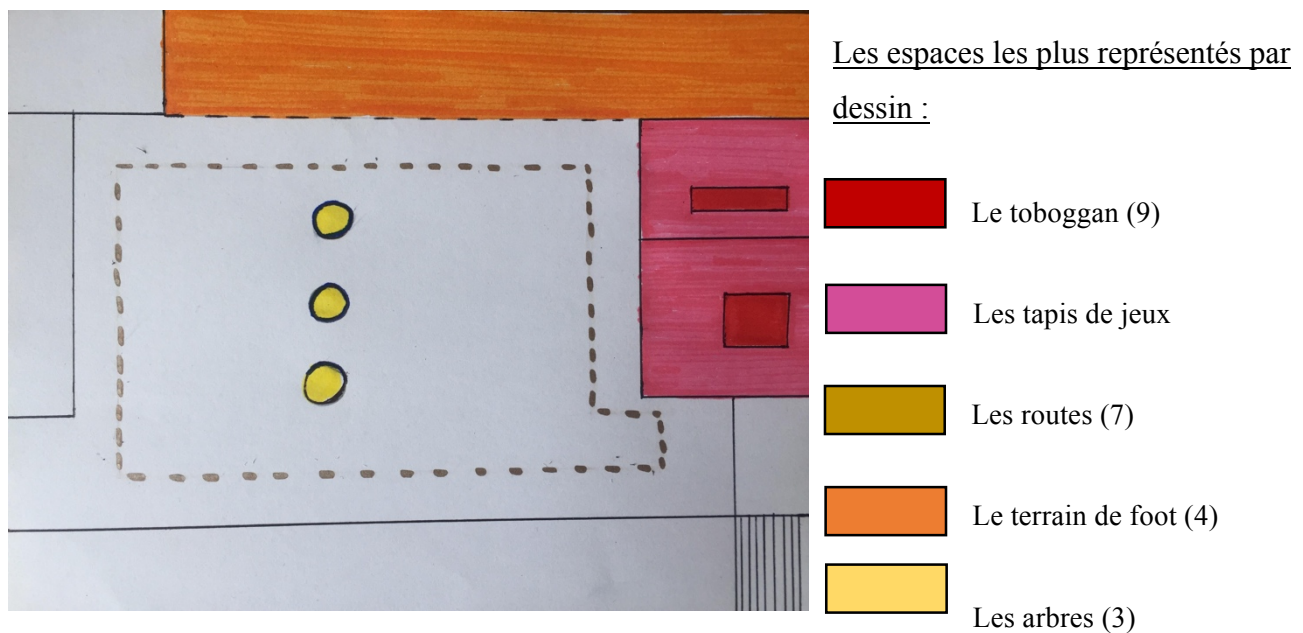 Les espaces les plus représentés par
dessin :
Le toboggan (9)
Les tapis de jeux
Les routes (7)
Le terrain de foot (4)
Les arbres (3)